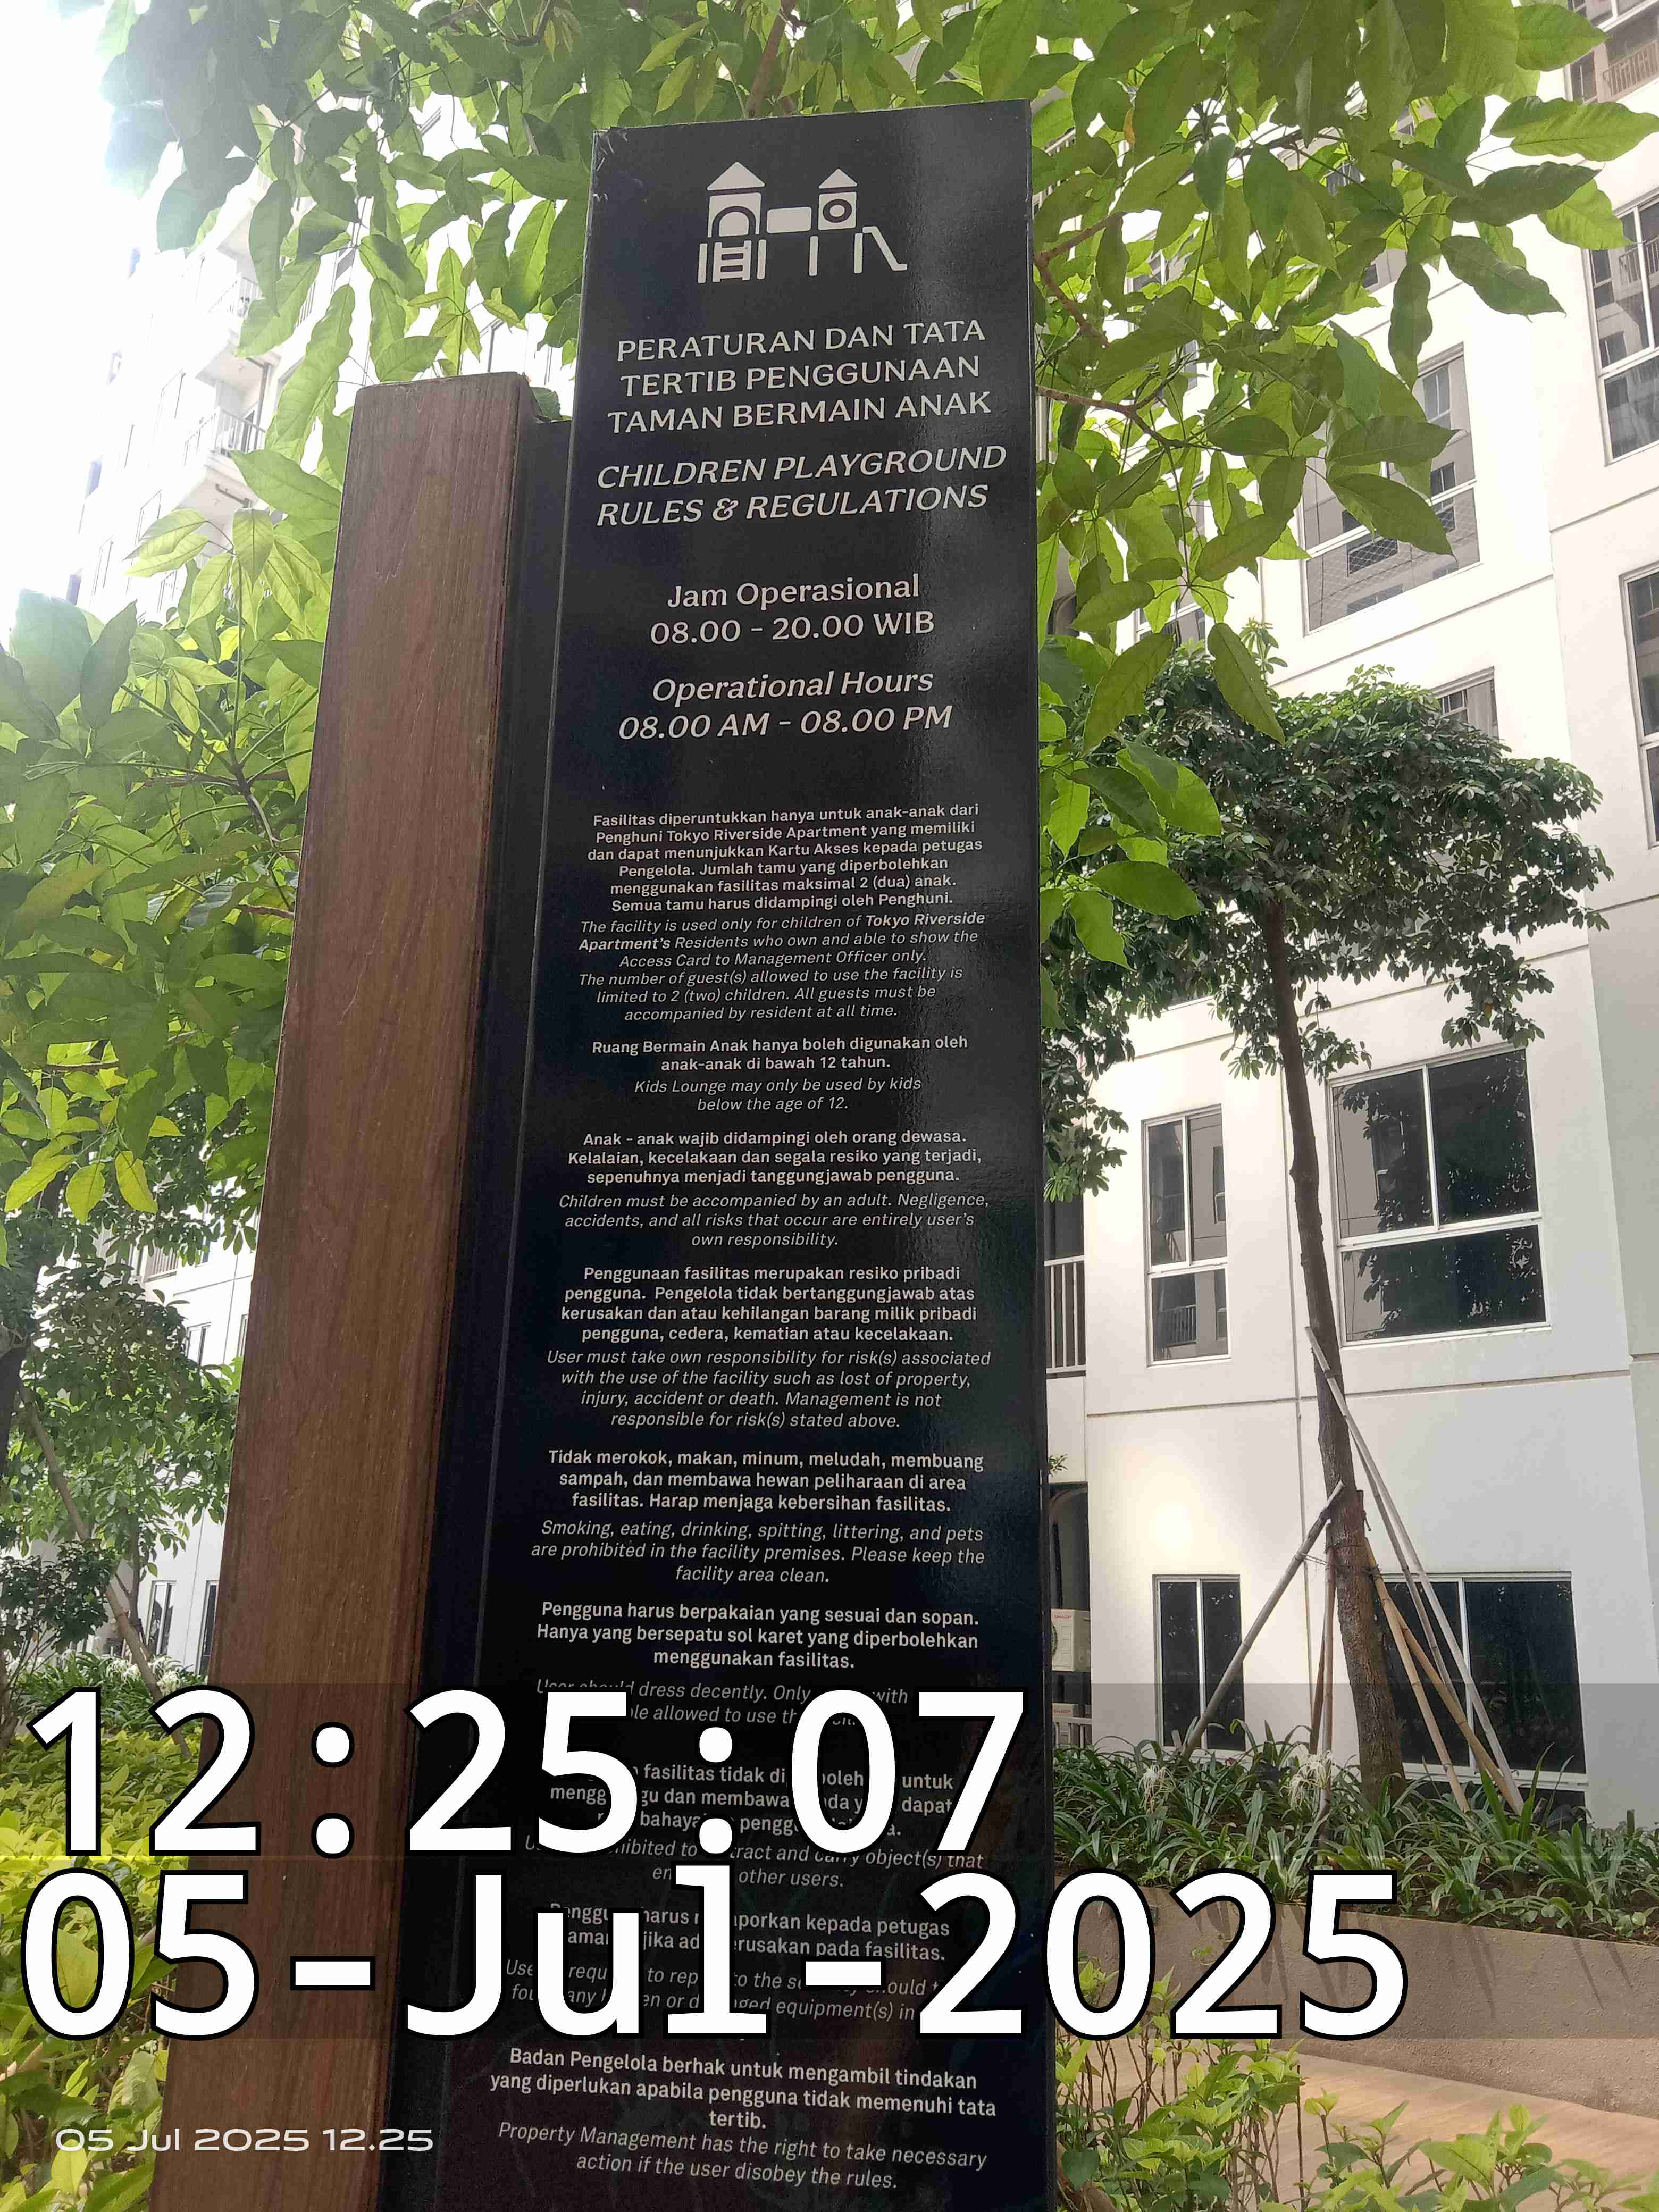 PERATURAN DAN TATA
TERTIB PENGGUNAAN
TAMAN BERMAIN ANAK
CHILDREN PLAYGROUND
RULES & REGULATIONS
Jam Operasional
08.00 - 20.00 WIB
Operational Hours
08.00 AM - 08.00 PM
Fasilitas diperuntukkan hanya untuk anak-anak dari
Penghuni Tokyo Riverside Apartment yang memiliki
dan dapat menunjukkan Kartu Akses kepada petugas
Pengelola. Jumlah tamu yang diperbolehkan
menggunakan fasilitas maksimal 2 (dua) anak.
Semua tamu harus didampingi oleh Penghuni.
The facility is used only for children of Tokyo Riverside
Apartment's Residents who own and able to show the
Access Card to Management Officer only.
The number of guest(s) allowed to use the facility is
limited to 2 (two) children. All guests must be
accompanied by resident at all time.
Ruang Bermain Anak hanya boleh digunakan oleh
anak-anak di bawah 12 tahun.
Kids Lounge may only be used by kids
below the age of 12.
Anak - anak wajib didampingi oleh orang dewasa.
Kelalaian, kecelakaan dan segala resiko yang terjadi,
sepenuhnya menjadi tanggungjawab pengguna.
Children must be accompanied by an adult. Negligence,
accidents, and all risks that occur are entirely user's
own responsibility.
Penggunaan fasilitas merupakan resiko pribadi
pengguna. Pengelola tidak bertanggungjawab atas
kerusakan dan atau kehilangan barang milik pribadi
pengguna, cedera, kematian atau kecelakaan.
User must take own responsibility for risk(s) associated
with the use of the facility such as lost of property,
injury, accident or death. Management is not
responsible for risk(s) stated above.
Tidak merokok, makan, minum, meludah, membuang
sampah, dan membawa hewan peliharaan di area
fasilitas. Harap menjaga kebersihan fasilitas.
Smoking, eating, drinking, spitting, littering, and pets
are prohibited in the facility premises. Please keep the
facility area clean.
Pengguna harus berpakaian yang sesuai dan sopan.
Hanya yang bersepatu sol karet yang diperbolehkan
menggunakan fasilitas.
User should dress decently. Only with
allowed to use
fasilitas tidak untuk
dan membawa dapat
to and carry object(s) that
other users.
harus kepada petugas
jika pada fasilitas.
to the
any or equipment(s) in
Badan Pengelola berhak untuk mengambil tindakan
yang diperlukan apabila pengguna tidak memenuhi tata
tertib.
Property Management has the right to take necessary
action if the user disobey the rules.
12:25:07
05-Jul-2025
05 Jul 2025 12.25